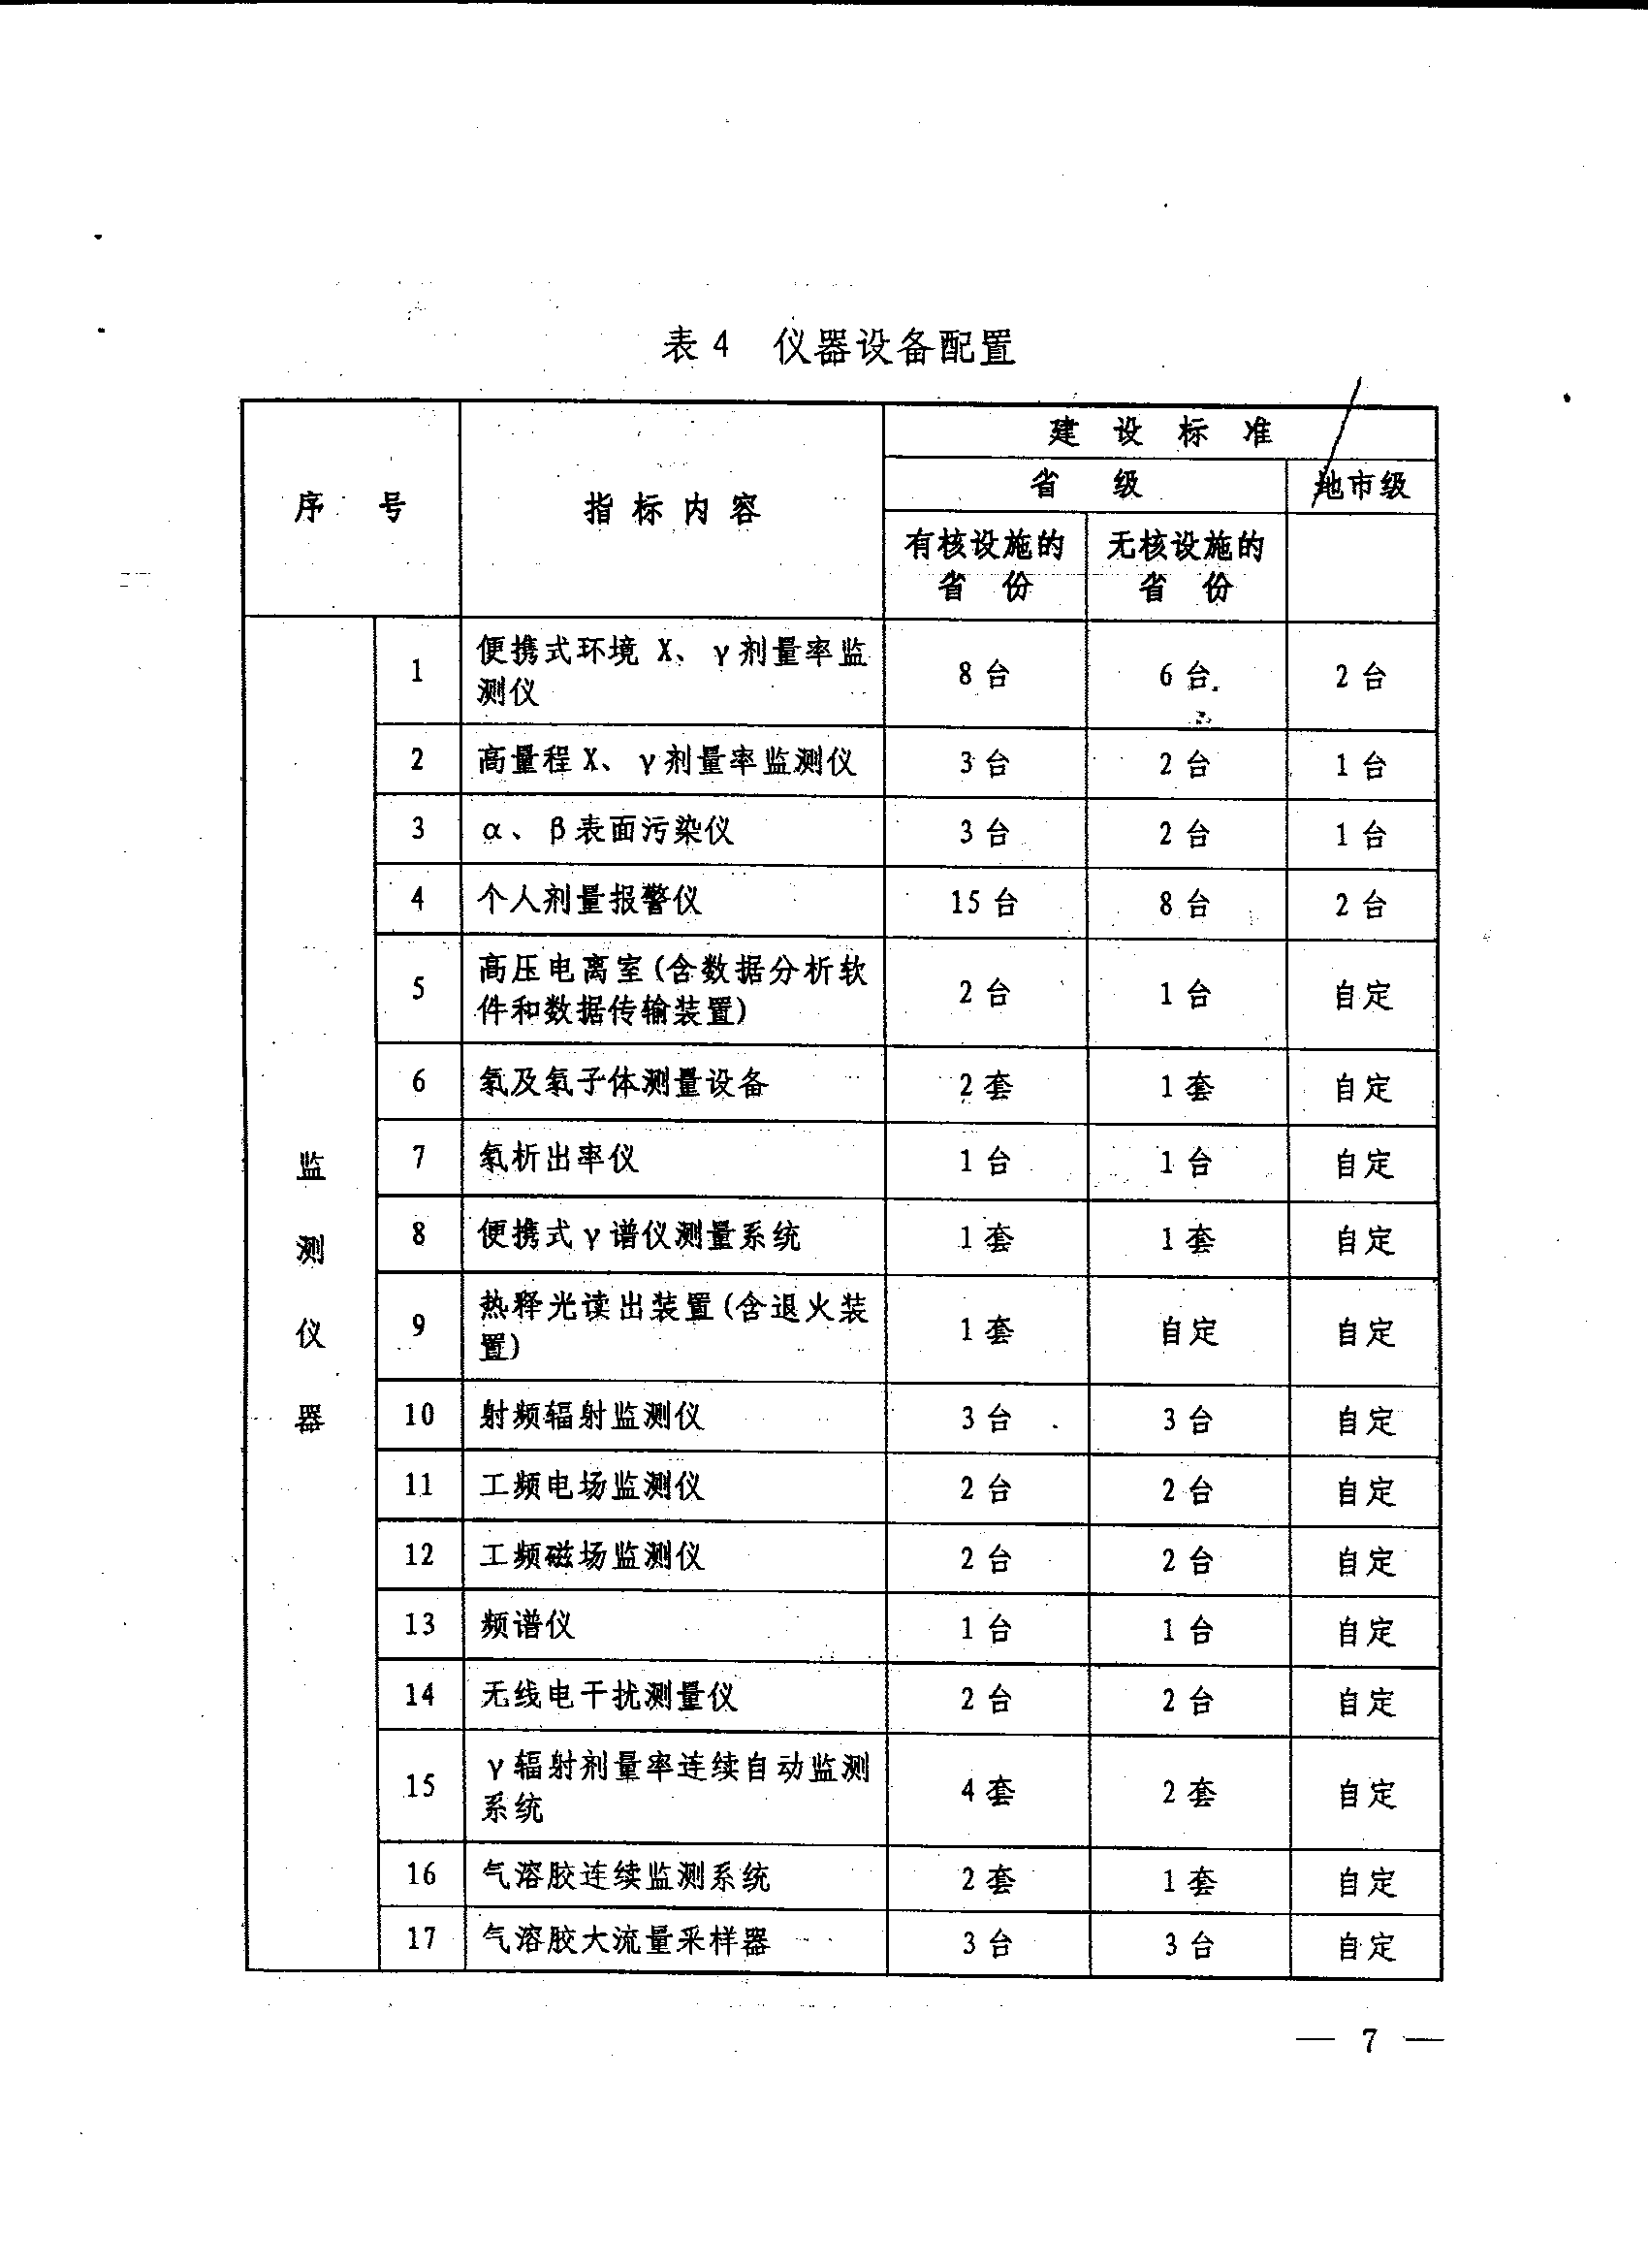 表4 仪器设备配置
序 号 指标内容 建设标准
省 级 地市级
有核设施的 无核设施的
省 份 省 份
监测仪器
1 便携式环境 X、γ剂量率监 8台 6台 2台
测仪
2 高量程X、γ剂量率监测仪 3台 2台 1台
3 α、β表面污染仪 3台 2台 1台
4 个人剂量报警仪 15台 8台 2台
5 高压电离室(含数据分析软 2台 1台 自定
件和数据传输装置)
6 氡及氡子体测量设备 2套 1套 自定
7 氡析出率仪 1台 1台 自定
8 便携式γ谱仪测量系统 1套 1套 自定
9 热释光读出装置(含退火装 1套 自定 自定
置)
10 射频辐射监测仪 3台 3台 自定
11 工频电场监测仪 2台 2台 自定
12 工频磁场监测仪 2台 2台 自定
13 频谱仪 1台 1台 自定
14 无线电干扰测量仪 2台 2台 自定
15 γ辐射剂量率连续自动监测 4套 2套 自定
系统
16 气溶胶连续监测系统 2套 1套 自定
17 气溶胶大流量采样器 3台 3台 自定
— 7 —